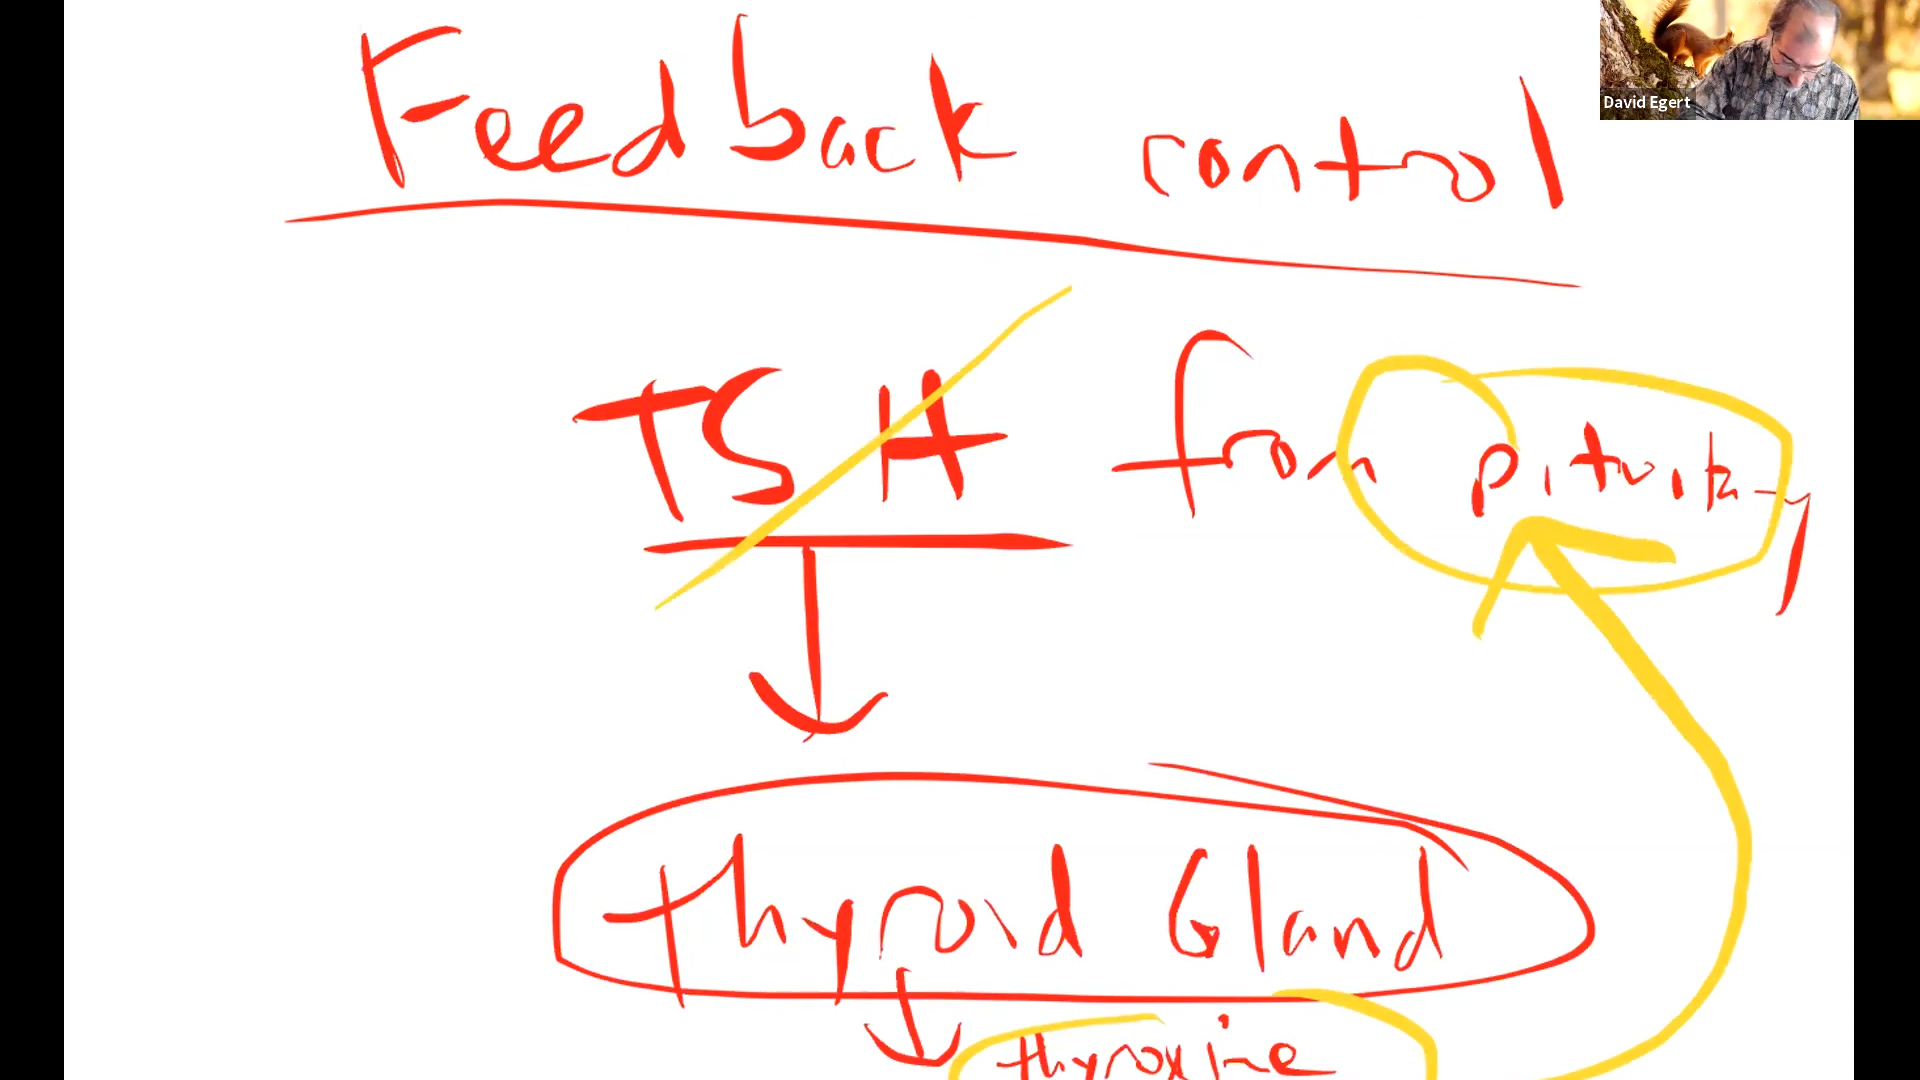 Feedback control
David Egert
TSH from pituitary
Thyroid Gland
thyroxine